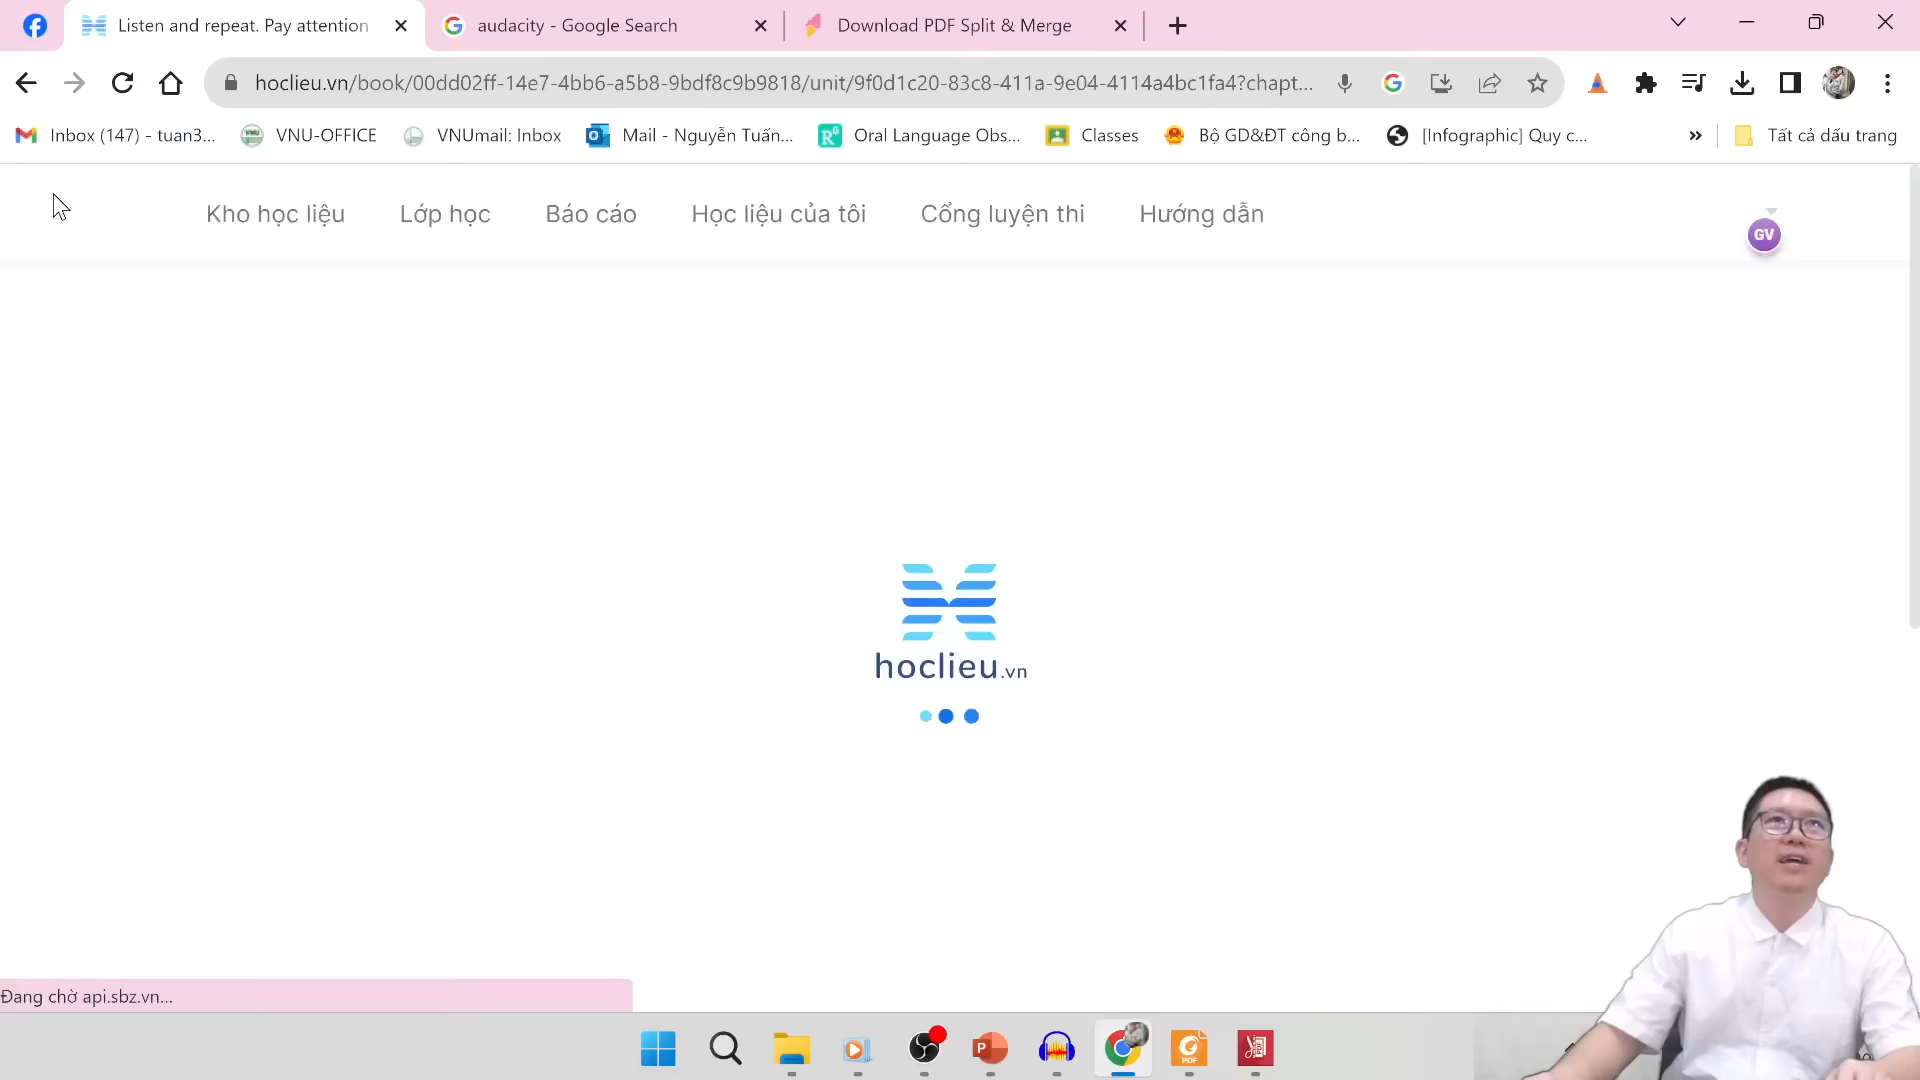 Listen and repeat. Pay attention
audacity - Google Search
Download PDF Split & Merge
hoclieu.vn/book/00dd02ff-14e7-4bb6-a5b8-9bdf8c9b9818/unit/9f0d1c20-83c8-411a-9e04-4114a4bc1fa4?chapt...
Inbox (147) - tuan3...
VNU-OFFICE
VNUmail: Inbox
Mail - Nguyễn Tuấn...
Oral Language Obs...
Classes
Bộ GD&ĐT công b...
[Infographic] Quy c...
Tất cả dấu trang
Kho học liệu
Lớp học
Báo cáo
Học liệu của tôi
Cổng luyện thi
Hướng dẫn
GV
hoclieu.vn
Đang chờ api.sbz.vn...